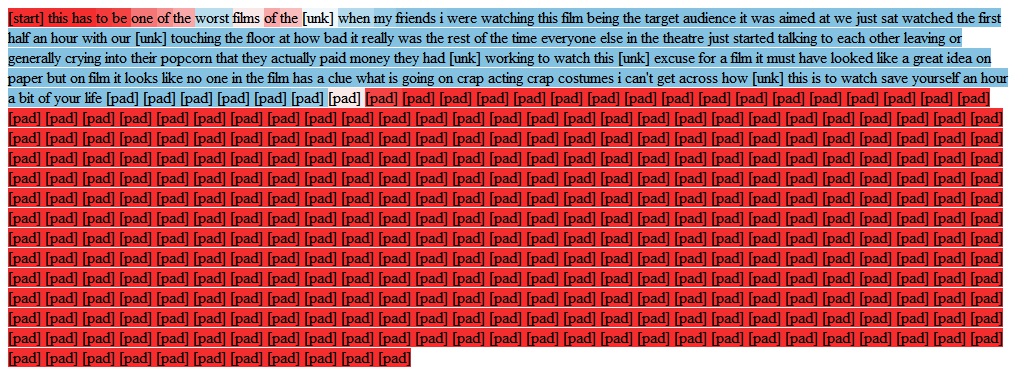 [start] this has to be one of the worst films of the [unk] when my friends i were watching this film being the target audience it was aimed at we just sat watched the first
half an hour with our [unk] touching the floor at how bad it really was the rest of the time everyone else in the theatre just started talking to each other leaving or
generally crying into their popcorn that they actually paid money they had [unk] working to watch this [unk] excuse for a film it must have looked like a great idea on
paper but on film it looks like no one in the film has a clue what is going on crap acting crap costumes i can't get across how [unk] this is to watch save yourself an hour
a bit of your life [pad] [pad] [pad] [pad] [pad] [pad] [pad] [pad] [pad] [pad] [pad] [pad] [pad] [pad] [pad] [pad] [pad] [pad] [pad] [pad] [pad] [pad] [pad] [pad]
[pad] [pad] [pad] [pad] [pad] [pad] [pad] [pad] [pad] [pad] [pad] [pad] [pad] [pad] [pad] [pad] [pad] [pad] [pad] [pad] [pad] [pad] [pad] [pad] [pad] [pad] [pad]
[pad] [pad] [pad] [pad] [pad] [pad] [pad] [pad] [pad] [pad] [pad] [pad] [pad] [pad] [pad] [pad] [pad] [pad] [pad] [pad] [pad] [pad] [pad] [pad] [pad] [pad] [pad]
[pad] [pad] [pad] [pad] [pad] [pad] [pad] [pad] [pad] [pad] [pad] [pad] [pad] [pad] [pad] [pad] [pad] [pad] [pad] [pad] [pad] [pad] [pad] [pad] [pad] [pad] [pad]
[pad] [pad] [pad] [pad] [pad] [pad] [pad] [pad] [pad] [pad] [pad] [pad] [pad] [pad] [pad] [pad] [pad] [pad] [pad] [pad] [pad] [pad] [pad] [pad] [pad] [pad] [pad]
[pad] [pad] [pad] [pad] [pad] [pad] [pad] [pad] [pad] [pad] [pad] [pad] [pad] [pad] [pad] [pad] [pad] [pad] [pad] [pad] [pad] [pad] [pad] [pad] [pad] [pad] [pad]
[pad] [pad] [pad] [pad] [pad] [pad] [pad] [pad] [pad] [pad] [pad] [pad] [pad] [pad] [pad] [pad] [pad] [pad] [pad] [pad] [pad] [pad] [pad] [pad] [pad] [pad] [pad]
[pad] [pad] [pad] [pad] [pad] [pad] [pad] [pad] [pad] [pad] [pad] [pad] [pad] [pad] [pad] [pad] [pad] [pad] [pad] [pad] [pad] [pad] [pad] [pad] [pad] [pad] [pad]
[pad] [pad] [pad] [pad] [pad] [pad] [pad] [pad] [pad] [pad] [pad] [pad] [pad] [pad] [pad] [pad] [pad] [pad] [pad] [pad] [pad] [pad] [pad] [pad] [pad] [pad] [pad]
[pad] [pad] [pad] [pad] [pad] [pad] [pad] [pad] [pad] [pad] [pad] [pad] [pad] [pad] [pad] [pad] [pad] [pad] [pad] [pad] [pad] [pad] [pad] [pad] [pad] [pad] [pad]
[pad] [pad] [pad] [pad] [pad] [pad] [pad] [pad] [pad] [pad] [pad] [pad] [pad] [pad] [pad] [pad] [pad] [pad] [pad] [pad] [pad] [pad] [pad] [pad] [pad] [pad] [pad]
[pad] [pad] [pad] [pad] [pad] [pad] [pad] [pad] [pad] [pad] [pad] [pad] [pad] [pad] [pad] [pad] [pad] [pad] [pad] [pad] [pad] [pad] [pad] [pad] [pad] [pad] [pad]
[pad] [pad] [pad] [pad] [pad] [pad] [pad] [pad] [pad] [pad] [pad] [pad] [pad] [pad] [pad] [pad] [pad] [pad] [pad] [pad] [pad] [pad] [pad] [pad] [pad] [pad] [pad]
[pad] [pad] [pad] [pad] [pad] [pad] [pad] [pad] [pad] [pad] [pad]